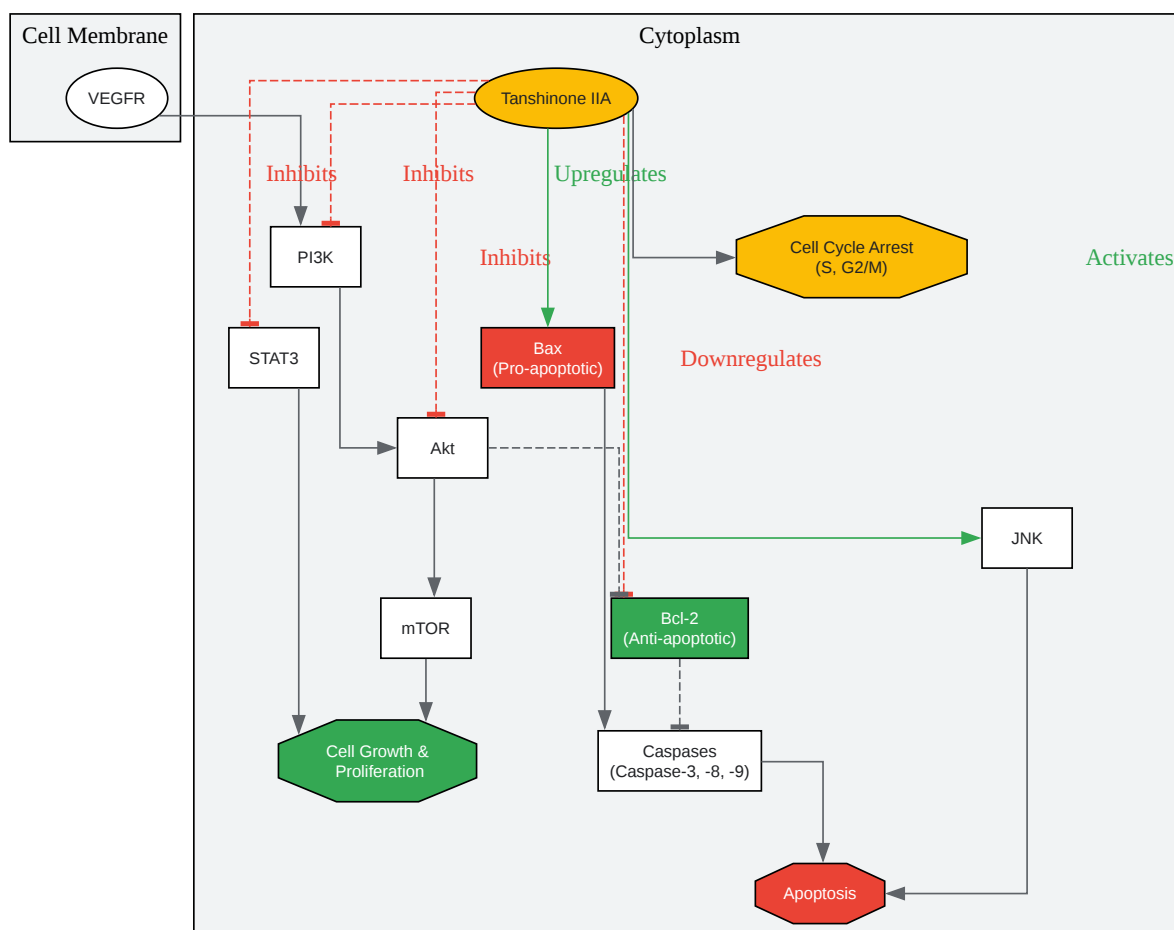 Cell Membrane
Cytoplasm
VEGFR
Tanshinone IIA
Inhibits
Inhibits
Upregulates
PI3K
Inhibits
Cell Cycle Arrest
(S, G2/M)
Activates
STAT3
Bax
(Pro-apoptotic)
Downregulates
Akt
JNK
mTOR
Bcl-2
(Anti-apoptotic)
Cell Growth &
Proliferation
Caspases
(Caspase-3, -8, -9)
Apoptosis